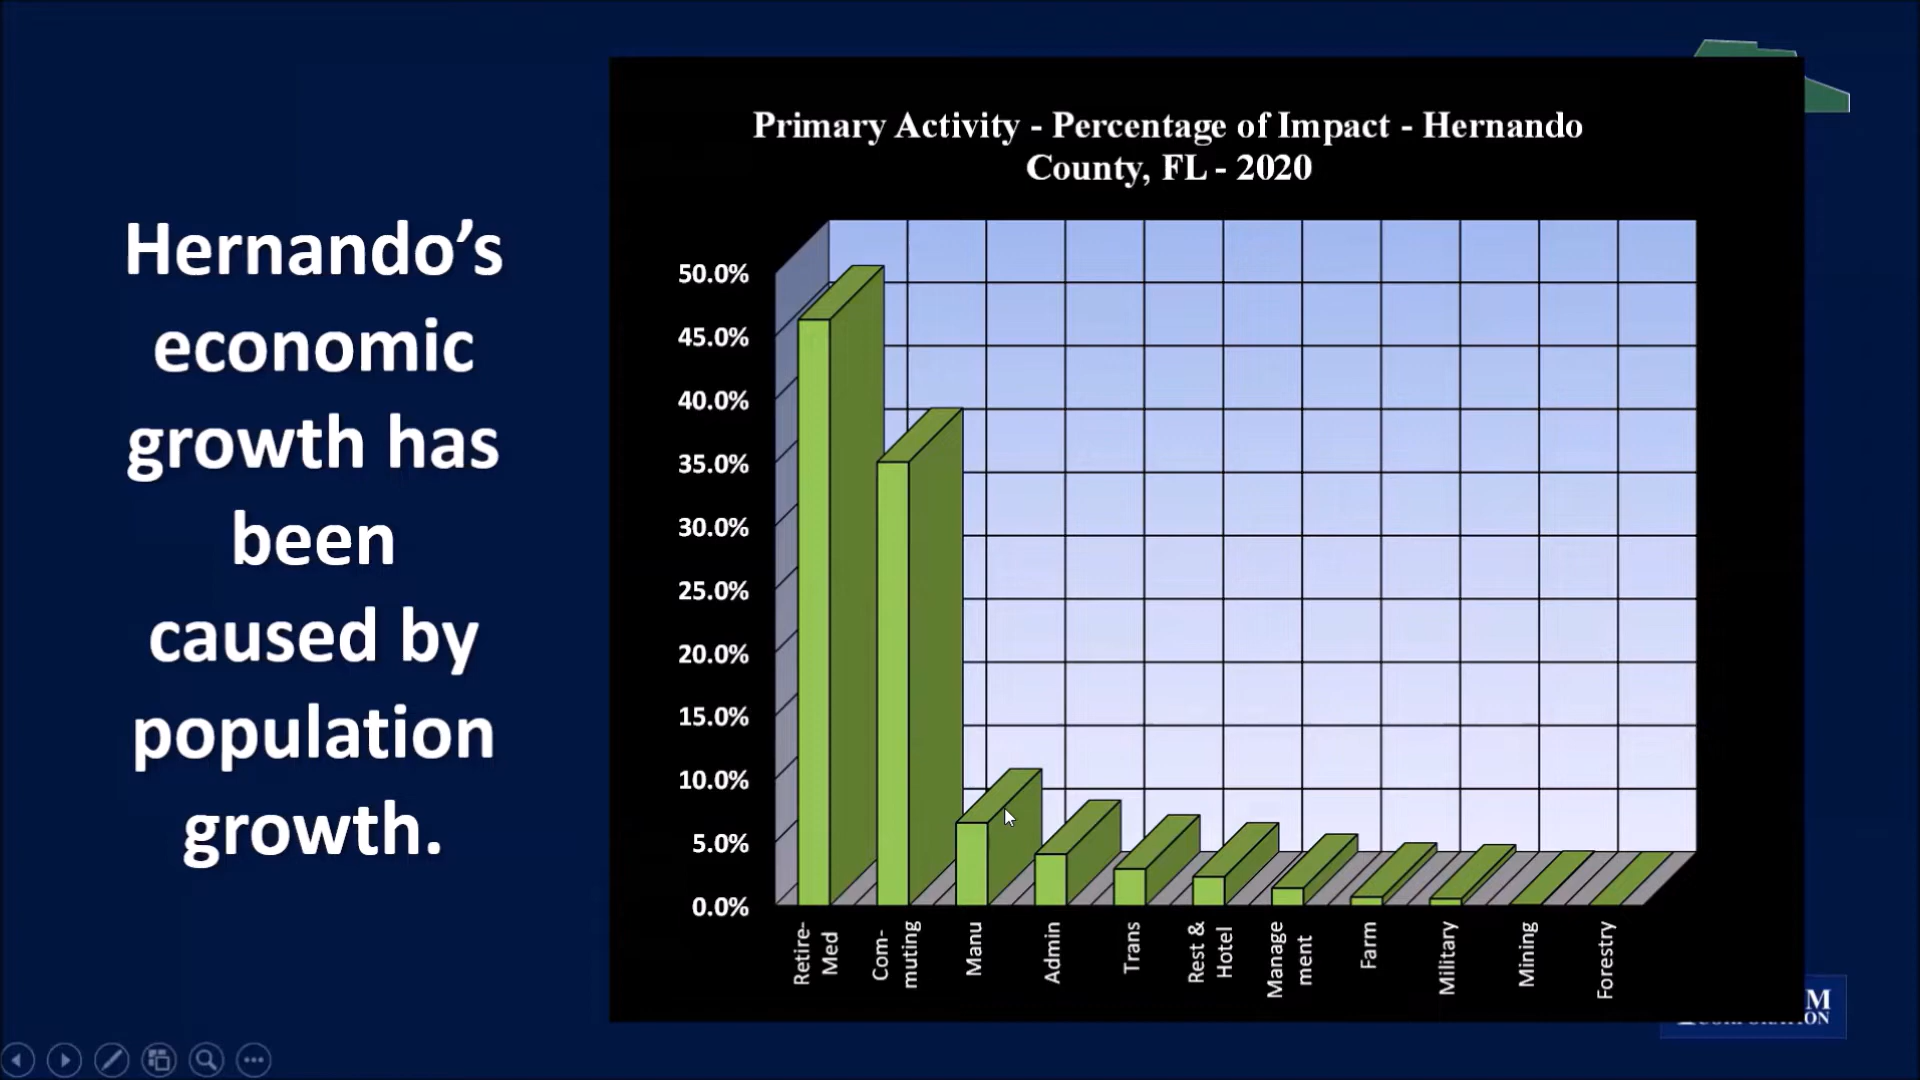 Hernando’s
economic
growth has
been
caused by
population
growth.
Primary Activity - Percentage of Impact - Hernando
County, FL - 2020
50.0%
45.0%
40.0%
35.0%
30.0%
25.0%
20.0%
15.0%
10.0%
5.0%
0.0%
Retire-
Med
Com-
muting
Manu
Admin
Trans
Rest &
Hotel
Manage
ment
Farm
Military
Mining
Forestry